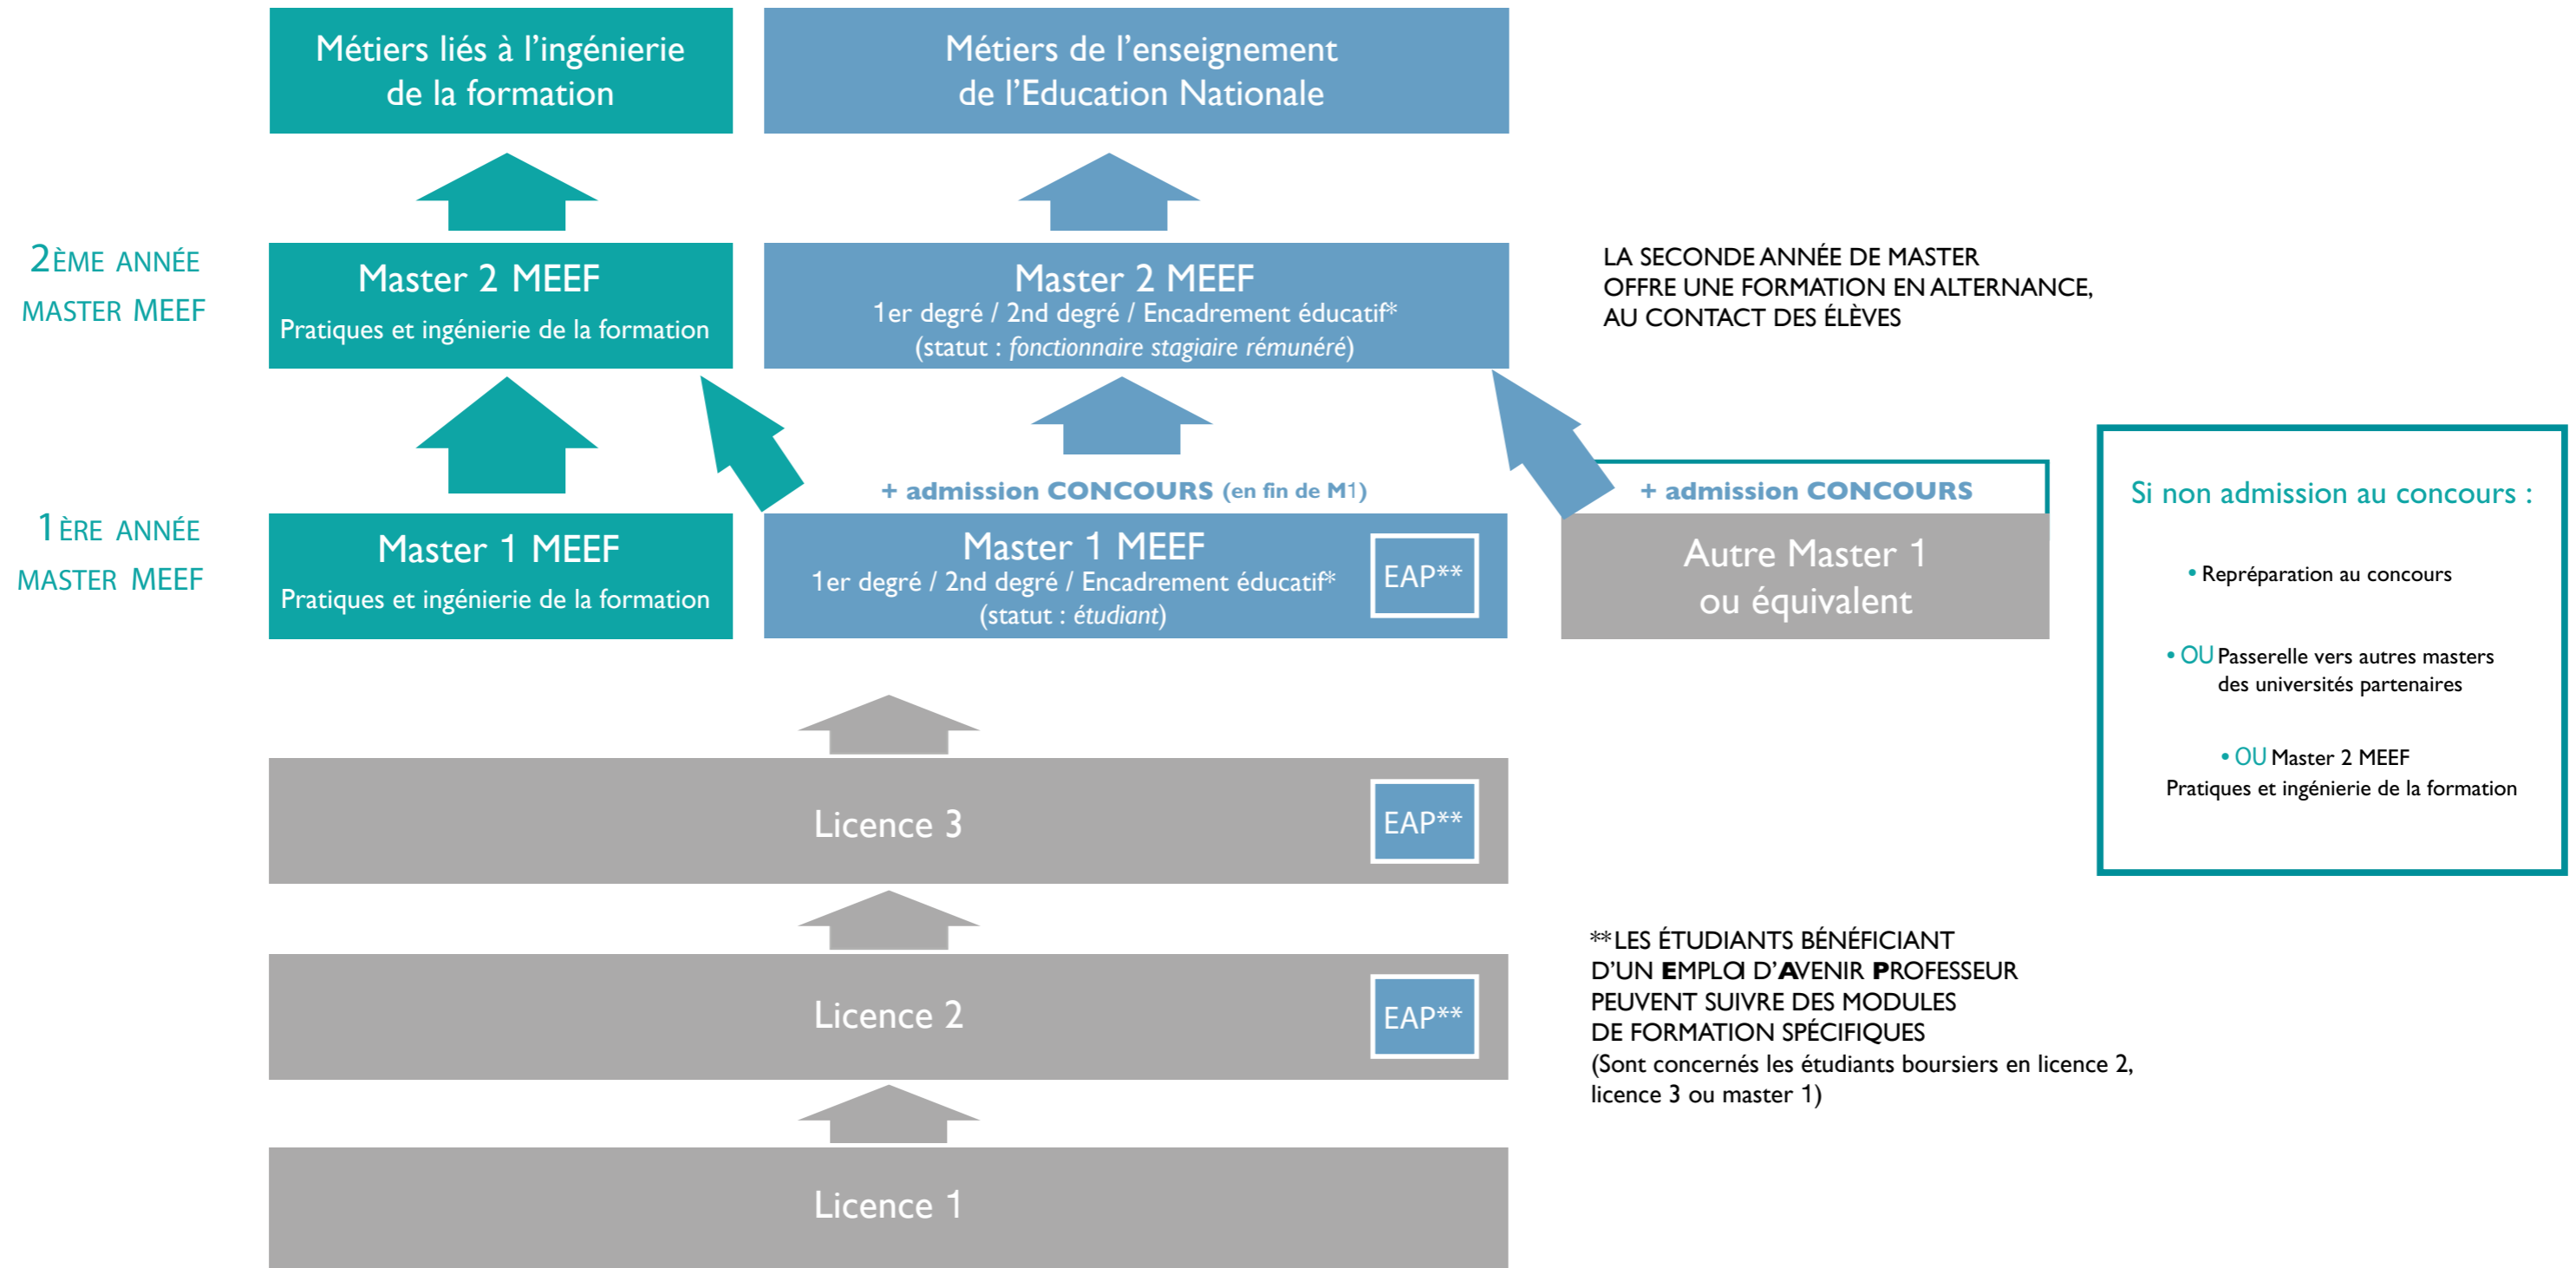 Métiers liés à l'ingénierie
de la formation
Métiers de l'enseignement
de l'Education Nationale
2ÈME ANNÉE
MASTER MEEF
Master 2 MEEF
Pratiques et ingénierie de la formation
Master 2 MEEF
1er degré / 2nd degré / Encadrement éducatif*
(statut : fonctionnaire stagiaire rémunéré)
LA SECONDE ANNÉE DE MASTER
OFFRE UNE FORMATION EN ALTERNANCE,
AU CONTACT DES ÉLÈVES
+ admission CONCOURS (en fin de M1)
+ admission CONCOURS
1ÈRE ANNÉE
MASTER MEEF
Master 1 MEEF
Pratiques et ingénierie de la formation
Master 1 MEEF
1er degré / 2nd degré / Encadrement éducatif*
(statut : étudiant)
EAP**
Autre Master 1
ou équivalent
Si non admission au concours :
• Repréparation au concours
• OU Passerelle vers autres masters
des universités partenaires
• OU Master 2 MEEF
Pratiques et ingénierie de la formation
Licence 3
EAP**
Licence 2
EAP**
**LES ÉTUDIANTS BÉNÉFICIANT
D'UN EMPLOI D'AVENIR PROFESSEUR
PEUVENT SUIVRE DES MODULES
DE FORMATION SPÉCIFIQUES
(Sont concernés les étudiants boursiers en licence 2,
licence 3 ou master 1)
Licence 1